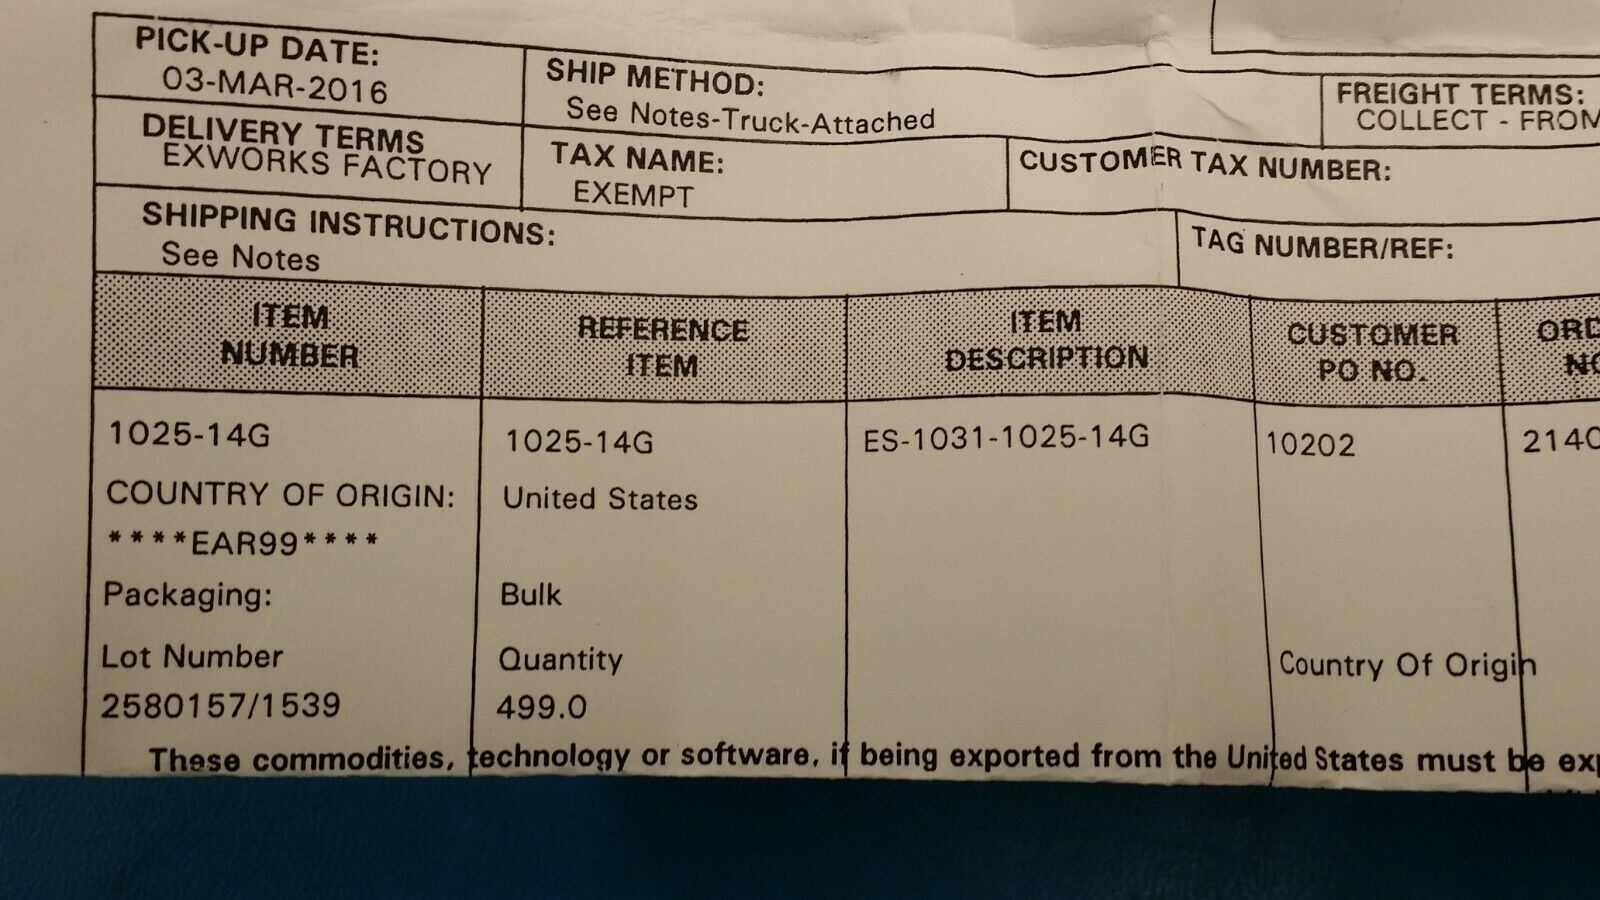 PICK-UP DATE:
03-MAR-2016
SHIP METHOD:
See Notes-Truck-Attached
FREIGHT TERMS:
COLLECT - FROM
DELIVERY TERMS
EXWORKS FACTORY
TAX NAME:
EXEMPT
CUSTOMER TAX NUMBER:
SHIPPING INSTRUCTIONS:
See Notes
TAG NUMBER/REF:
ITEM
NUMBER
REFERENCE
ITEM
ITEM
DESCRIPTION
CUSTOMER
PO NO.
1025-14G
1025-14G
ES-1031-1025-14G
10202
COUNTRY OF ORIGIN:
United States
****EAR99****
Packaging:
Bulk
Lot Number
Quantity
Country Of Origin
2580157/1539
499.0
These commodities, technology or software, if being exported from the United States must be